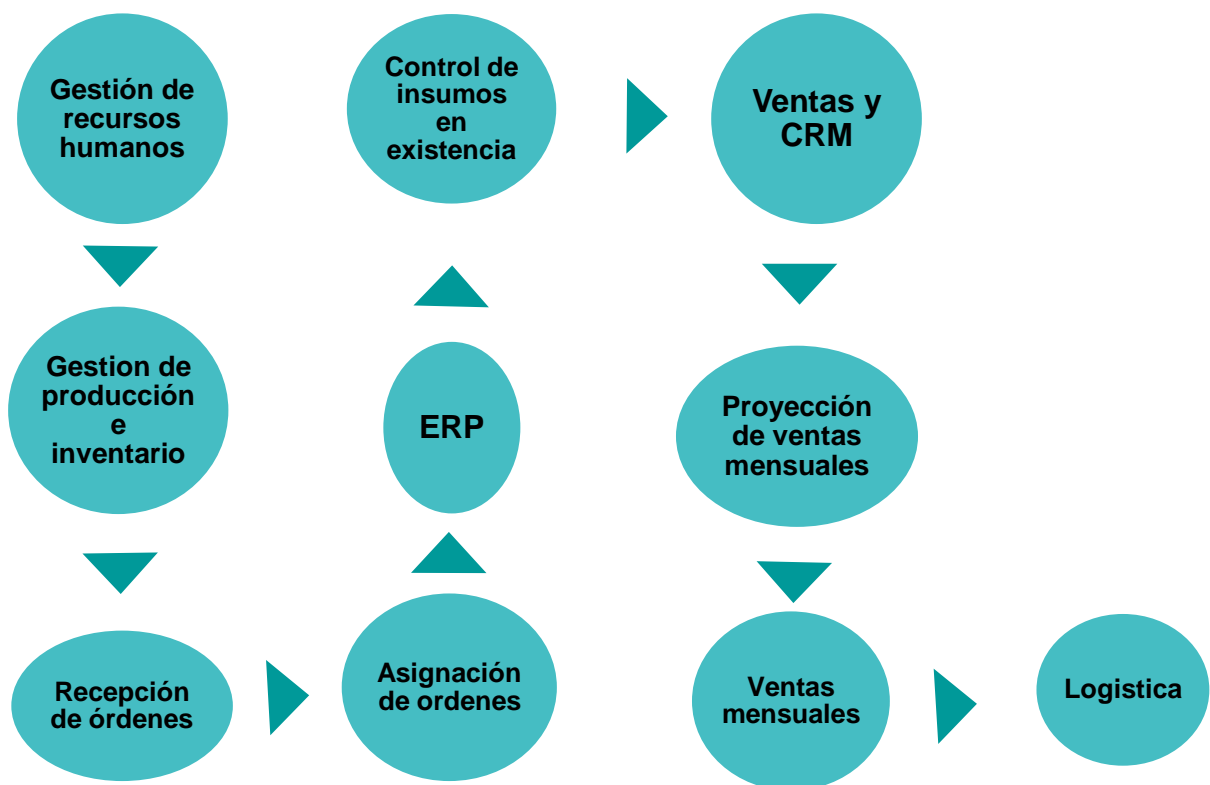 Gestión de
recursos
humanos
Gestion de
producción
e
inventario
Recepción
de órdenes
Asignación
de ordenes
ERP
Control de
insumos
en
existencia
Ventas y
CRM
Proyección
de ventas
mensuales
Ventas
mensuales
Logistica